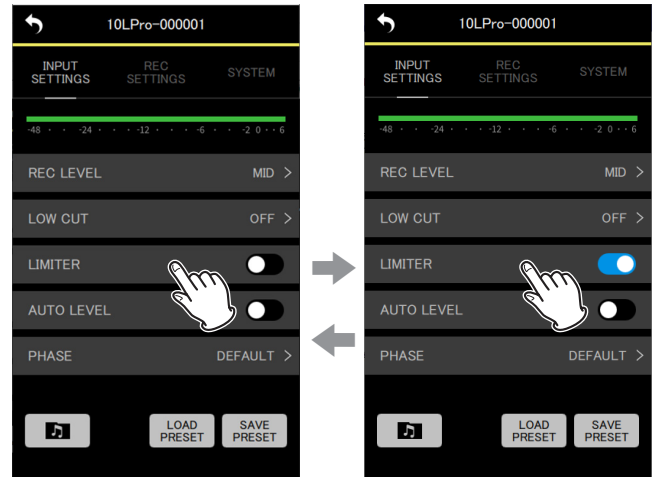 10LPro-000001
INPUT
SETTINGS
REC
SETTINGS
SYSTEM
-48 · · -24 · · -12 · · · -6 · · -2 0 · · 6
REC LEVEL MID >
LOW CUT OFF >
LIMITER
AUTO LEVEL
PHASE DEFAULT >
LOAD
PRESET
SAVE
PRESET
10LPro-000001
INPUT
SETTINGS
REC
SETTINGS
SYSTEM
-48 · · -24 · · -12 · · · -6 · · -2 0 · · 6
REC LEVEL MID >
LOW CUT OFF >
LIMITER
AUTO LEVEL
PHASE DEFAULT >
LOAD
PRESET
SAVE
PRESET